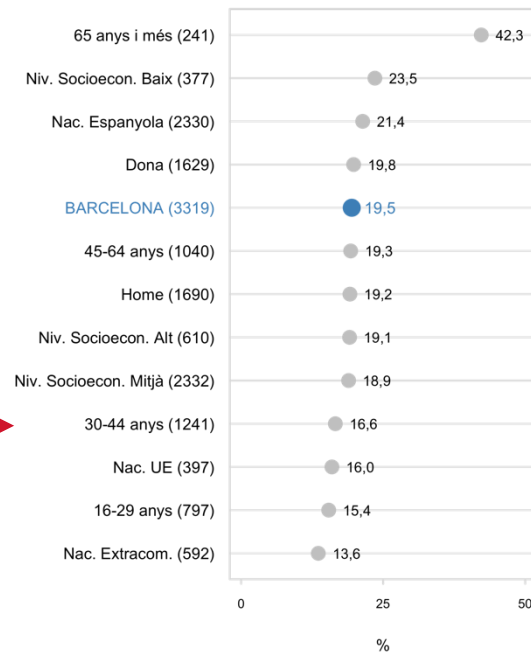 65 anys i més (241) 42,3
Niv. Socioecon. Baix (377) 23,5
Nac. Espanyola (2330) 21,4
Dona (1629) 19,8
BARCELONA (3319) 19,5
45-64 anys (1040) 19,3
Home (1690) 19,2
Niv. Socioecon. Alt (610) 19,1
Niv. Socioecon. Mitjà (2332) 18,9
30-44 anys (1241) 16,6
Nac. UE (397) 16,0
16-29 anys (797) 15,4
Nac. Extracom. (592) 13,6
0 25 50
%